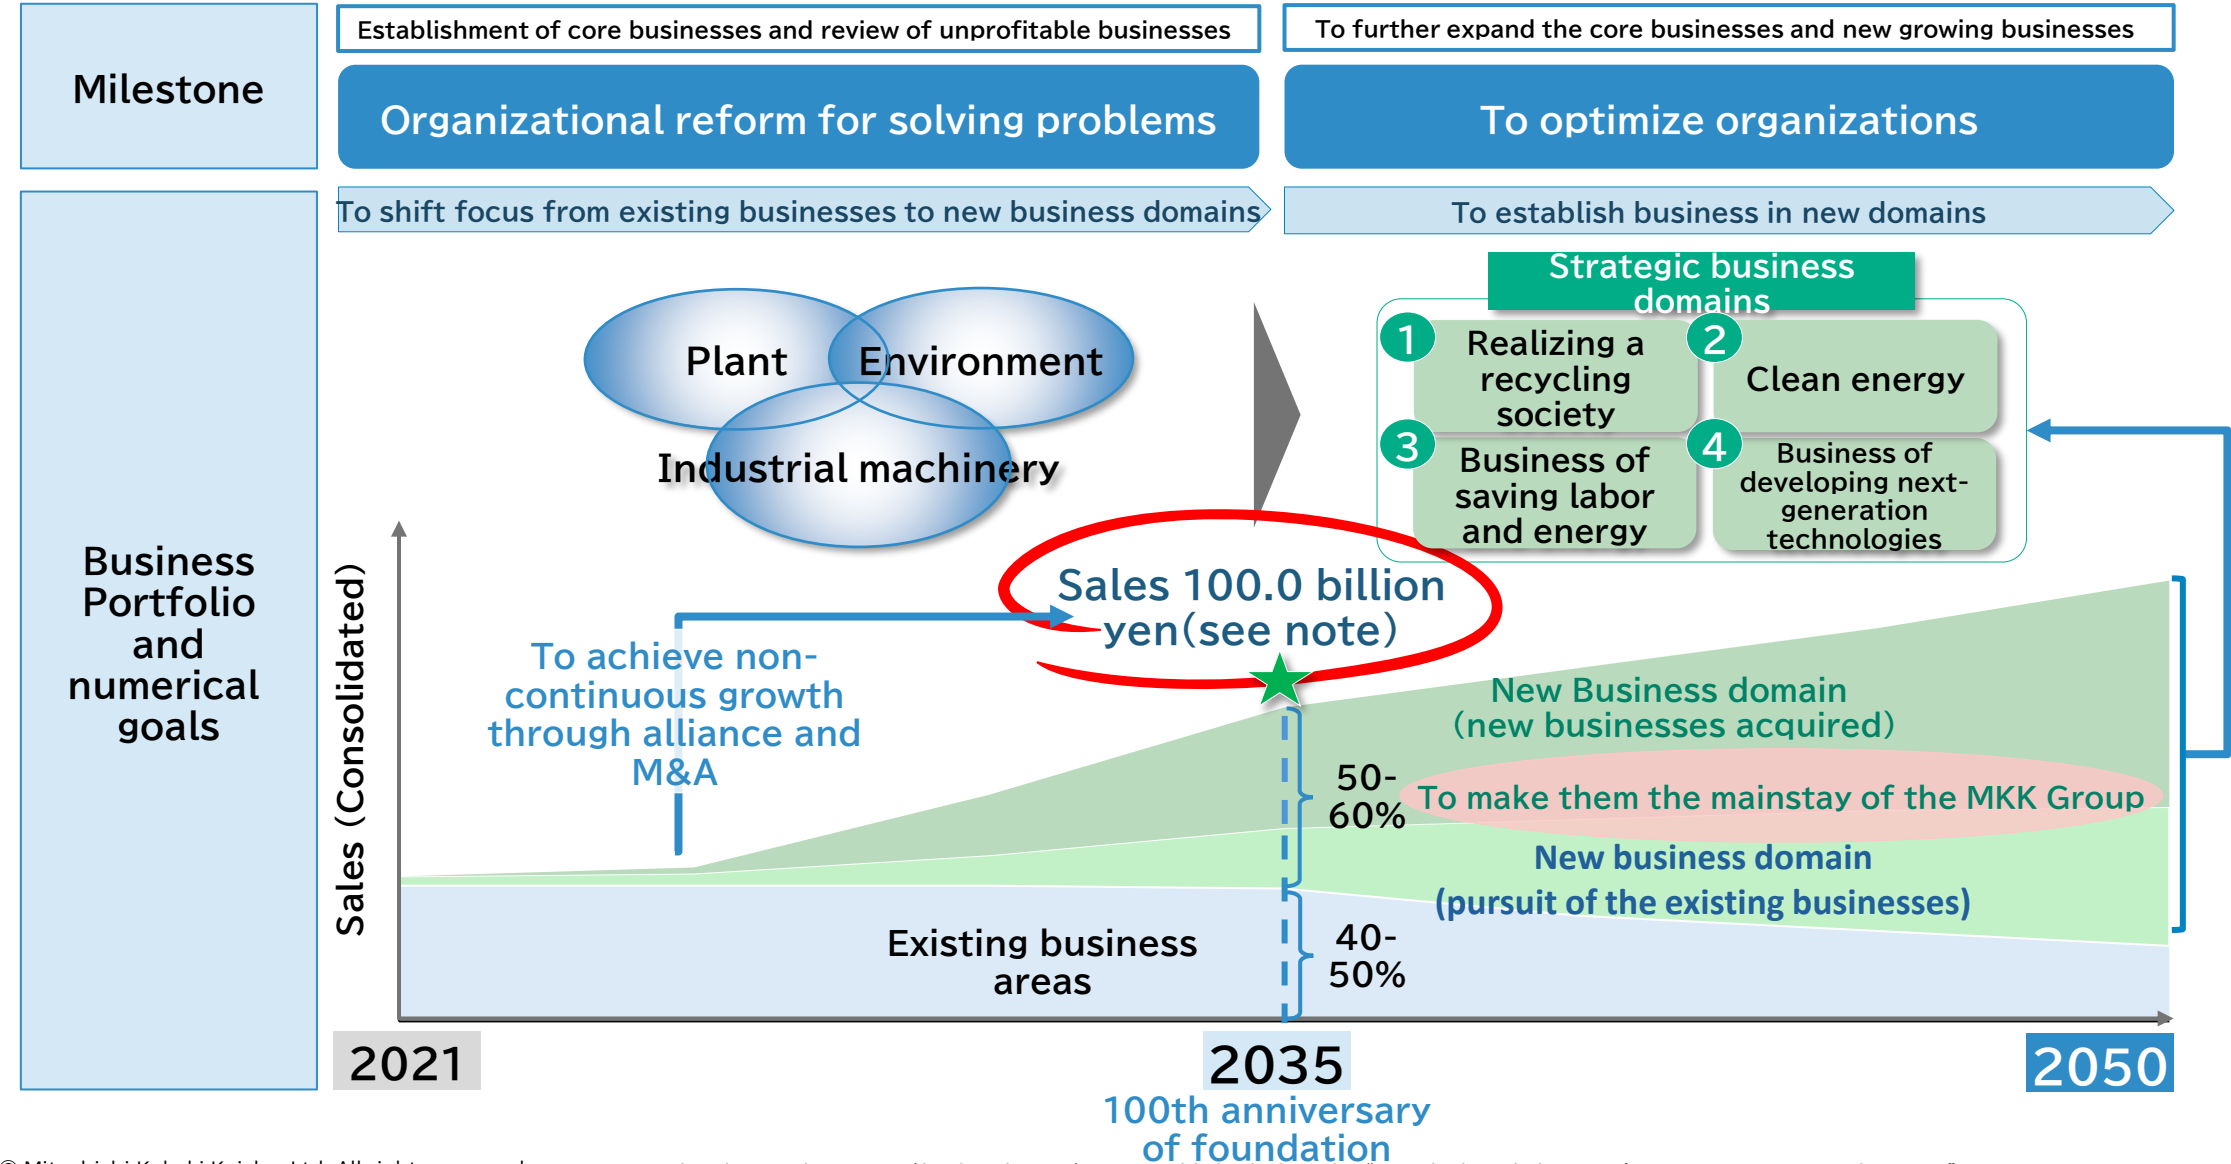 Milestone
Establishment of core businesses and review of unprofitable businesses
To further expand the core businesses and new growing businesses
Organizational reform for solving problems
To optimize organizations
Business
Portfolio
and
numerical
goals
To shift focus from existing businesses to new business domains
To establish business in new domains
Plant
Environment
Industrial machinery
Strategic business
domains
1
Realizing a
recycling
society
2
Clean energy
3
Business of
saving labor
and energy
4
Business of
developing next-
generation
technologies
Sales (Consolidated)
Sales 100.0 billion
yen(see note)
To achieve non-
continuous growth
through alliance and
M&A
New Business domain
(new businesses acquired)
50-
60%
To make them the mainstay of the MKK Group
New business domain
(pursuit of the existing businesses)
Existing business
areas
40-
50%
2021
2035
2050
100th anniversary
of foundation